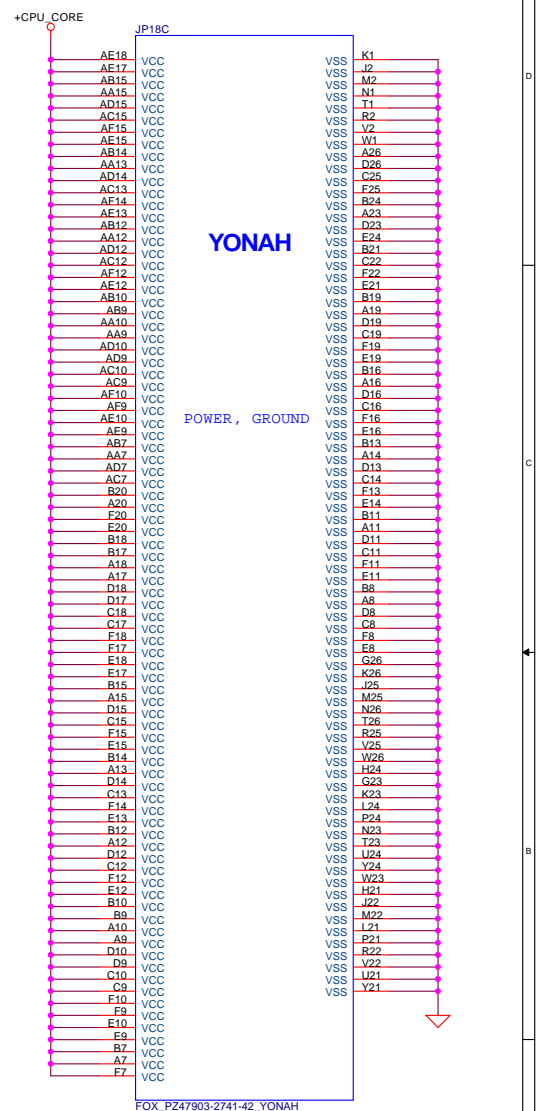 +CPU_CORE
JP18C
AE18 VCC VSS K1
AE17 VCC VSS J2
D
AB15 VCC VSS M2
AA15 VCC VSS N1
AD15 VCC VSS T1
AC15 VCC VSS R2
AF15 VCC VSS V2
AE15 VCC VSS W1
AB14 VCC VSS A26
AA13 VCC VSS D26
AD14 VCC VSS C25
AC13 VCC VSS F25
AF14 VCC VSS B24
AE13 VCC VSS A23
AB12 VCC VSS D23
AA12 VCC VSS E24
YONAH
AD12 VCC VSS B21
AC12 VCC VSS C22
AF12 VCC VSS F22
AE12 VCC VSS E21
AB10 VCC VSS B19
AB9 VCC VSS A19
AA10 VCC VSS D19
AA9 VCC VSS C19
AD10 VCC VSS F19
AD9 VCC VSS E19
AC10 VCC VSS B16
AC9 VCC VSS A16
AF10 VCC VSS D16
AF9 VCC VSS C16
AE10 VCC VSS F16
POWER, GROUND
AE9 VCC VSS E16
AB7 VCC VSS B13
AA7 VCC VSS A14
C
AD7 VCC VSS D13
AC7 VCC VSS C14
B20 VCC VSS F13
A20 VCC VSS E14
F20 VCC VSS B11
E20 VCC VSS A11
B18 VCC VSS D11
B17 VCC VSS C11
A18 VCC VSS F11
A17 VCC VSS E11
D18 VCC VSS B8
D17 VCC VSS A8
C18 VCC VSS D8
C17 VCC VSS C8
F18 VCC VSS F8
F17 VCC VSS E8
E18 VCC VSS G26
E17 VCC VSS K26
B15 VCC VSS J25
A15 VCC VSS M25
D15 VCC VSS N26
C15 VCC VSS T26
F15 VCC VSS R25
E15 VCC VSS V25
B14 VCC VSS W26
A13 VCC VSS H24
D14 VCC VSS G23
C13 VCC VSS K23
F14 VCC VSS L24
E13 VCC VSS P24
B12 VCC VSS N23
A12 VCC VSS T23
B
D12 VCC VSS U24
C12 VCC VSS Y24
F12 VCC VSS W23
E12 VCC VSS H21
B10 VCC VSS J22
B9 VCC VSS M22
A10 VCC VSS L21
A9 VCC VSS P21
D10 VCC VSS R22
D9 VCC VSS V22
C10 VCC VSS U21
C9 VCC VSS Y21
F10 VCC
F9 VCC
E10 VCC
E9 VCC
B7 VCC
A7 VCC
F7 VCC
FOX_PZ47903-2741-42_YONAH